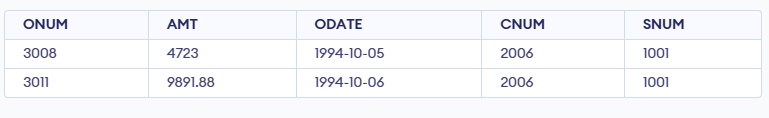 ONUM AMT ODATE CNUM SNUM
3008 4723 1994-10-05 2006 1001
3011 9891.88 1994-10-06 2006 1001